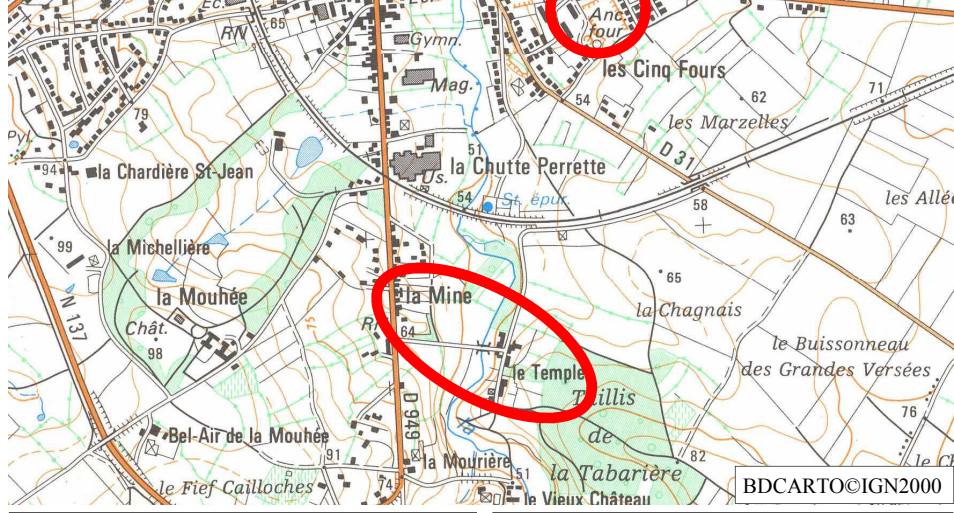 Anc.
four
65
RN
Gymn.
les Cinq Fours
Mag.
54
62
71
79
les Marzelles
Pyl.
94
la Chardière St-Jean
51
la Chutte Perrette
D 31
Us.
54
St. épur.
58
les Allé
63
99
la Michellière
65
la Mouhée
la Mine
la Chagnais
N 137
75
Chât.
98
64
le Buissonneau
des Grandes Versées
le Temple
Taillis
D 949
de
76
Bel-Air de la Mouhée
91
la Mourière
la Tabarière
82
51
le Fief Cailloches
74
le Vieux Château
BDCARTO©IGN2000